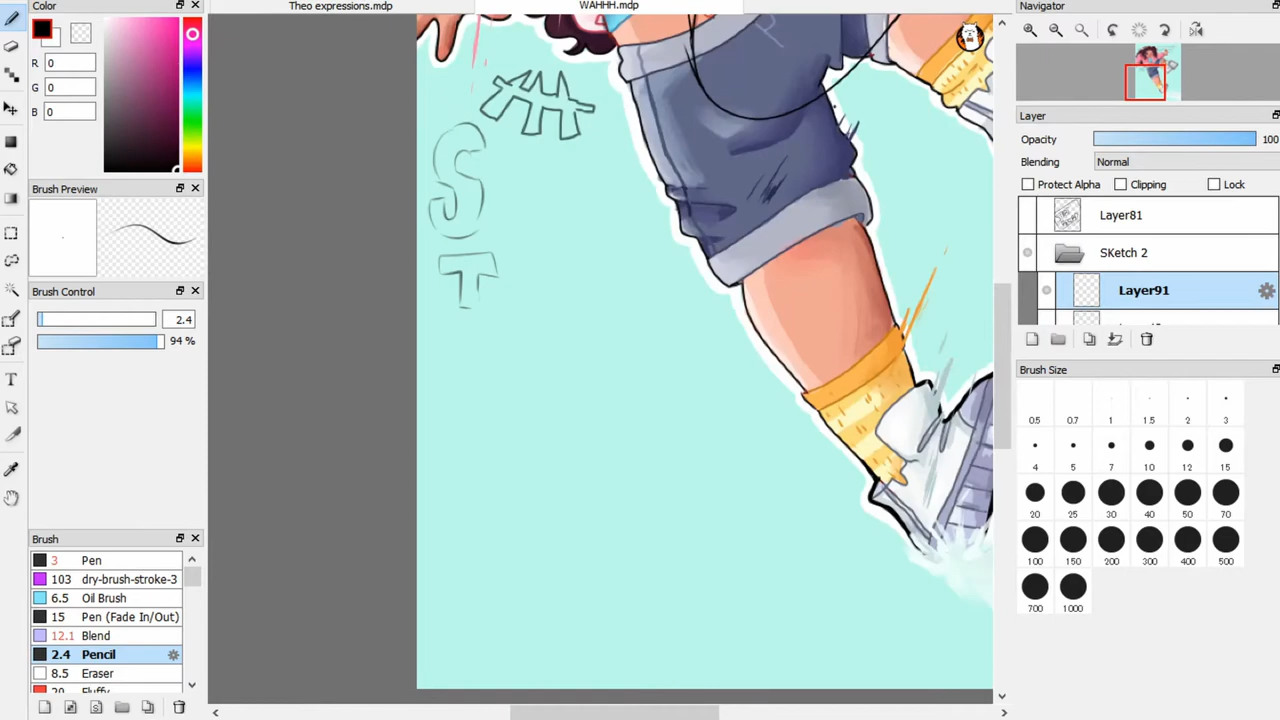 Color
Theo expressions.mdp
WAHHH.mdp
Navigator
R 0
G 0
B 0
Brush Preview
Brush Control
2.4
94 %
S
T
Layer
Opacity 100
Blending Normal
Protect Alpha Clipping Lock
Layer81
SKetch 2
Layer91
Brush Size
0.5 0.7 1 1.5 2 3
4 5 7 10 12 15
20 25 30 40 50 70
100 150 200 300 400 500
700 1000
Brush
3 Pen
103 dry-brush-stroke-3
6.5 Oil Brush
15 Pen (Fade In/Out)
12.1 Blend
2.4 Pencil
8.5 Eraser
20 Fluffy